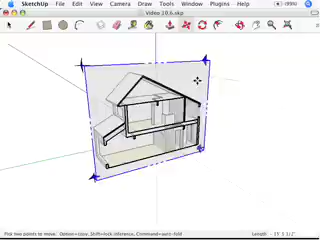 SketchUp File Edit View Camera Draw Tools Window Plugins Help
Video 10.6.skp
Pick two points to move. Option=copy, Shift=lock inference, Command=auto-fold
Length